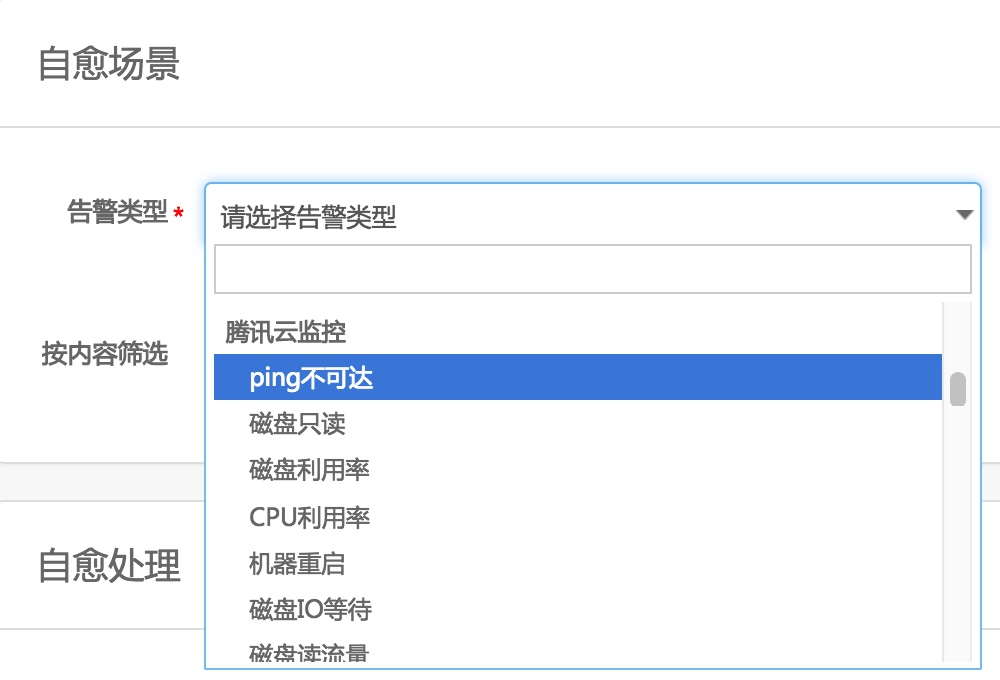 自愈场景
告警类型*
请选择告警类型
按内容筛选
腾讯云监控
ping不可达
磁盘只读
磁盘利用率
CPU利用率
机器重启
磁盘IO等待
磁盘读流量
自愈处理